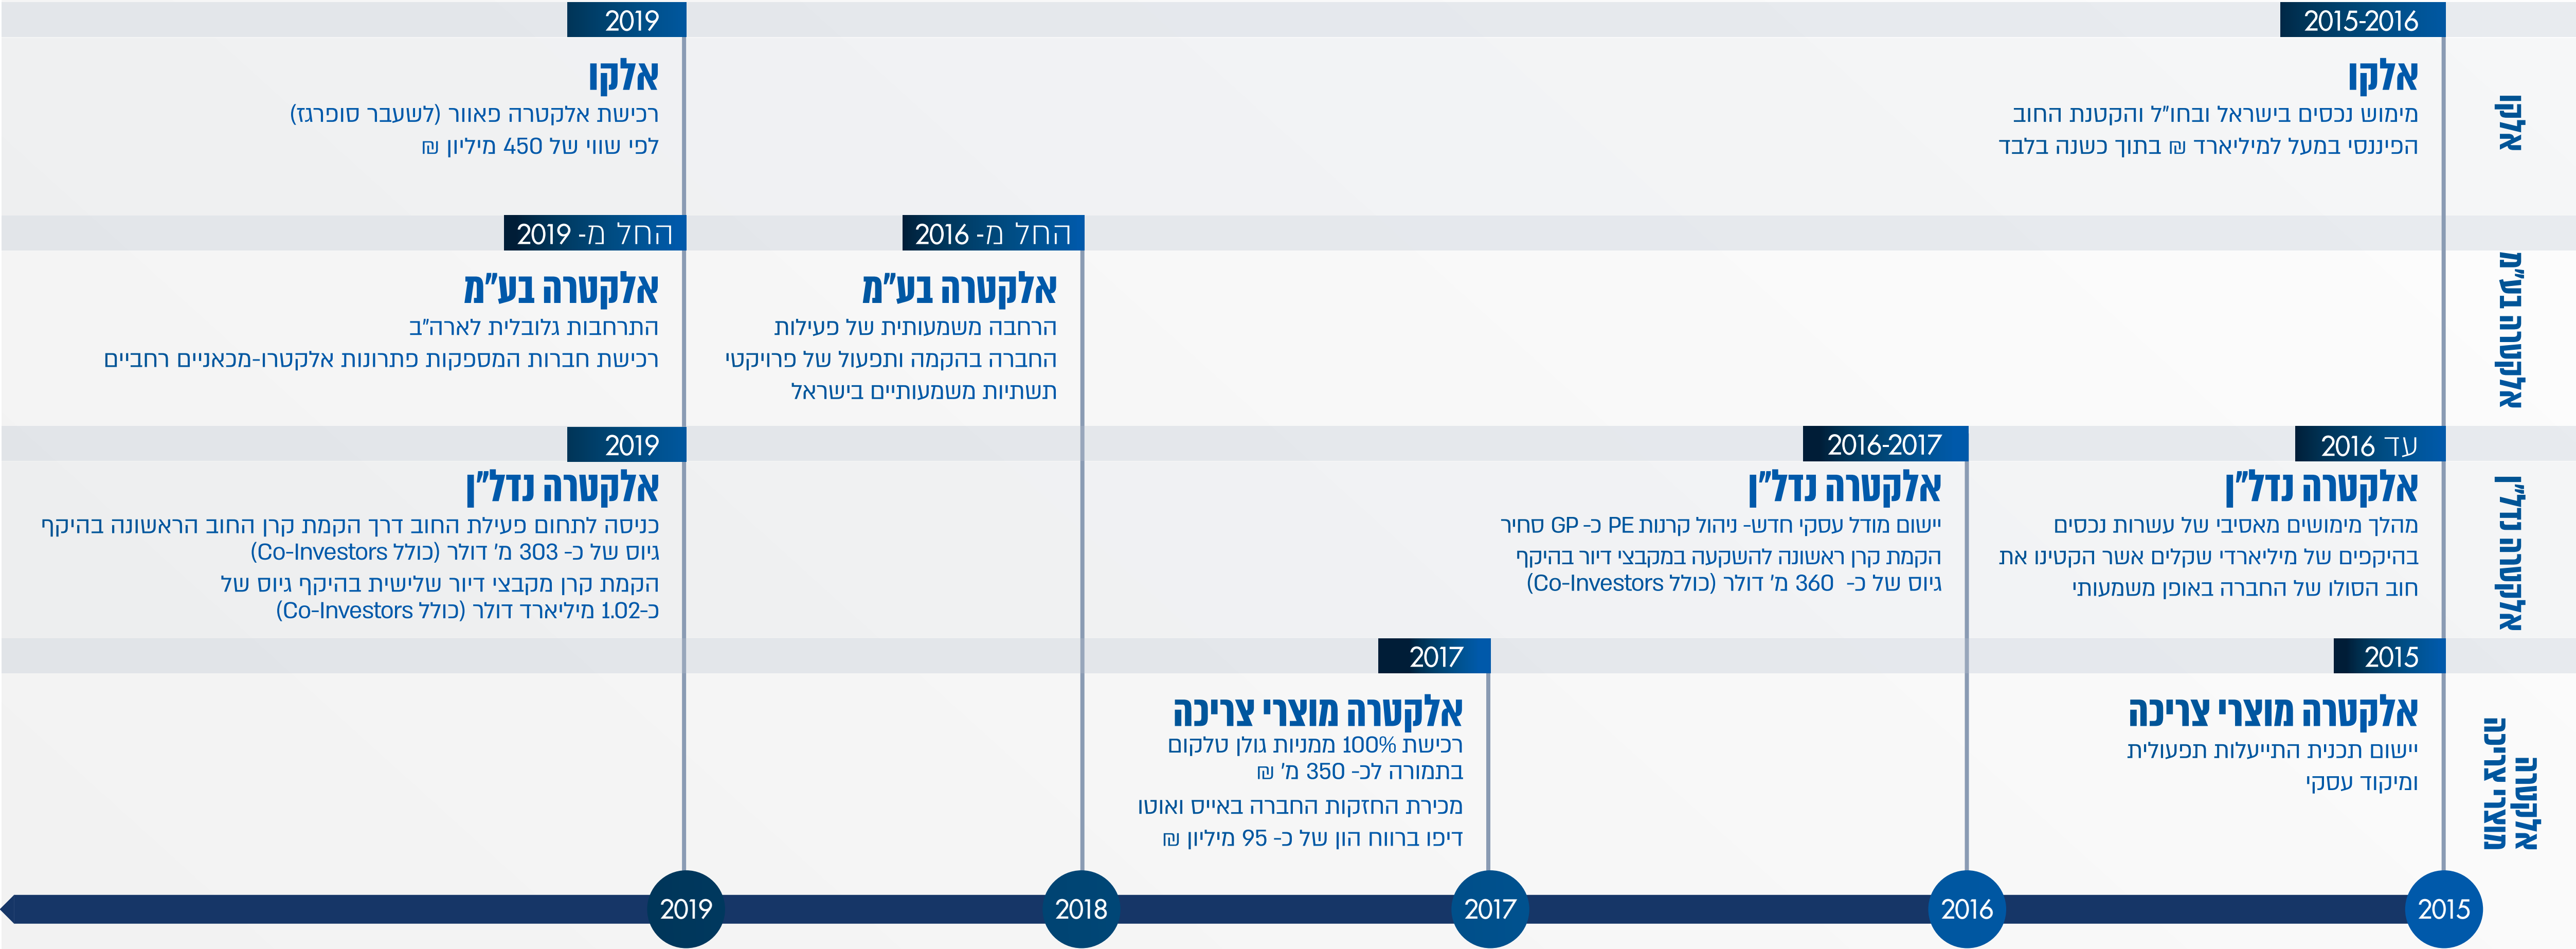 אלקו
2015-2016
אלקו
מימוש נכסים בישראל ובחו"ל והקטנת החוב
הפיננסי במעל למיליארד ₪ בתוך כשנה בלבד
2019
אלקו
רכישת אלקטרה פאוור (לשעבר סופרגז)
לפי שווי של 450 מיליון ₪
אלקטרה בע"מ
החל מ- 2016
אלקטרה בע"מ
הרחבה משמעותית של פעילות
החברה בהקמה ותפעול של פרויקטי
תשתיות משמעותיים בישראל
החל מ- 2019
אלקטרה בע"מ
התרחבות גלובלית לארה"ב
רכישת חברות המספקות פתרונות אלקטרו-מכאניים רחביים
אלקטרה נדל"ן
עד 2016
אלקטרה נדל"ן
מהלך מימושים מאסיבי של עשרות נכסים
בהיקפים של מיליארדי שקלים אשר הקטינו את
חוב הסולו של החברה באופן משמעותי
2016-2017
אלקטרה נדל"ן
יישום מודל עסקי חדש- ניהול קרנות PE כ- GP סחיר
הקמת קרן ראשונה להשקעה במקבצי דיור בהיקף
גיוס של כ- 360 מ' דולר (כולל Co-Investors)
2019
אלקטרה נדל"ן
כניסה לתחום פעילת החוב דרך הקמת קרן החוב הראשונה בהיקף
גיוס של כ- 303 מ' דולר (כולל Co-Investors)
הקמת קרן מקבצי דיור שלישית בהיקף גיוס של
כ-1.02 מיליארד דולר (כולל Co-Investors)
אלקטרה
מוצרי צריכה
2015
אלקטרה מוצרי צריכה
יישום תכנית התייעלות תפעולית
ומיקוד עסקי
2017
אלקטרה מוצרי צריכה
רכישת 100% ממניות גולן טלקום
בתמורה לכ- 350 מ' ₪
מכירת החזקות החברה באייס ואוטו
דיפו ברווח הון של כ- 95 מיליון ₪
2015
2016
2017
2018
2019